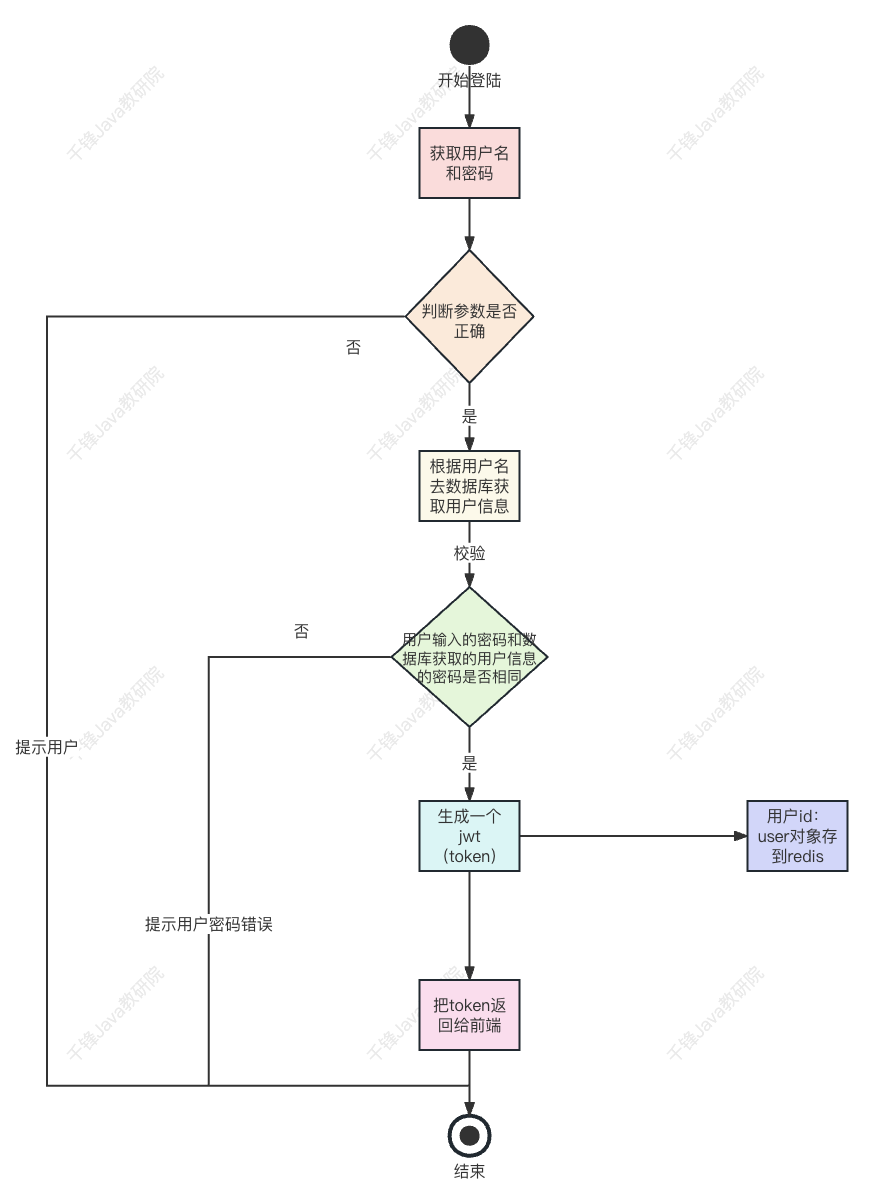 开始登陆
千锋Java教研院
千锋Java教研院
千锋Java教研院
获取用户名
和密码
判断参数是否
正确
否
是
千锋Java教研院
千锋Java教研院
千锋Java教研院
根据用户名
去数据库获
取用户信息
校验
否
用户输入的密码和数
据库获取的用户信息
的密码是否相同
千锋Java教研院
千锋Java教研院
千锋Java教研院
提示用户
是
生成一个
jwt
(token)
用户id：
user对象存
到redis
提示用户密码错误
千锋Java教研院
千锋Java教研院
千锋Java教研院
把token返
回给前端
结束